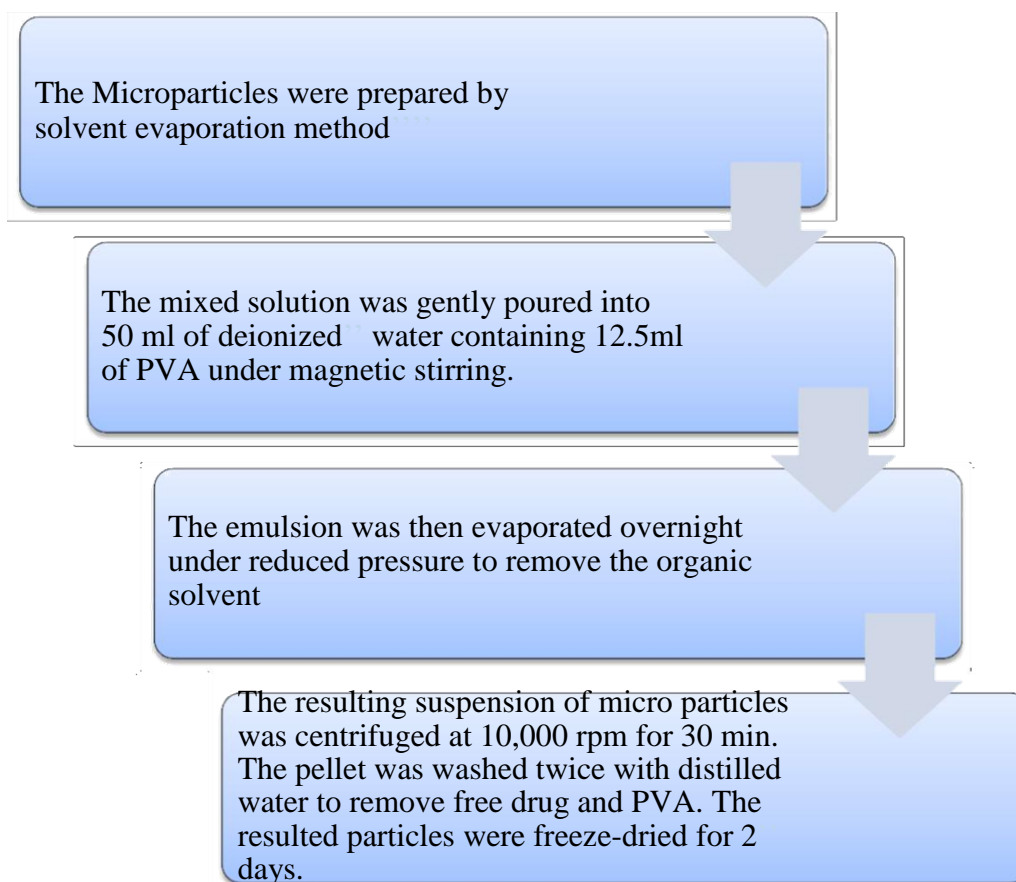 The Microparticles were prepared by
solvent evaporation method
The mixed solution was gently poured into
50 ml of deionized water containing 12.5ml
of PVA under magnetic stirring.
The emulsion was then evaporated overnight
under reduced pressure to remove the organic
solvent
The resulting suspension of micro particles
was centrifuged at 10,000 rpm for 30 min.
The pellet was washed twice with distilled
water to remove free drug and PVA. The
resulted particles were freeze-dried for 2
days.